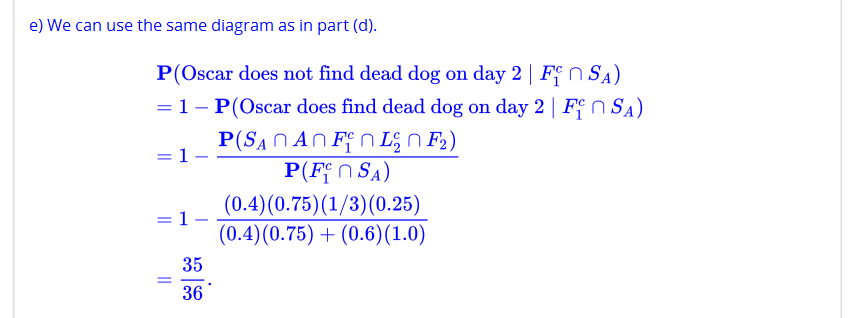 e) We can use the same diagram as in part (d).
P(Oscar does not find dead dog on day 2 | F₁ᶜ ∩ S_A)
= 1 − P(Oscar does find dead dog on day 2 | F₁ᶜ ∩ S_A)
= 1 − P(S_A ∩ A ∩ F₁ᶜ ∩ L₂ᶜ ∩ F₂) / P(F₁ᶜ ∩ S_A)
= 1 − (0.4)(0.75)(1/3)(0.25) / (0.4)(0.75) + (0.6)(1.0)
= 35 / 36 .